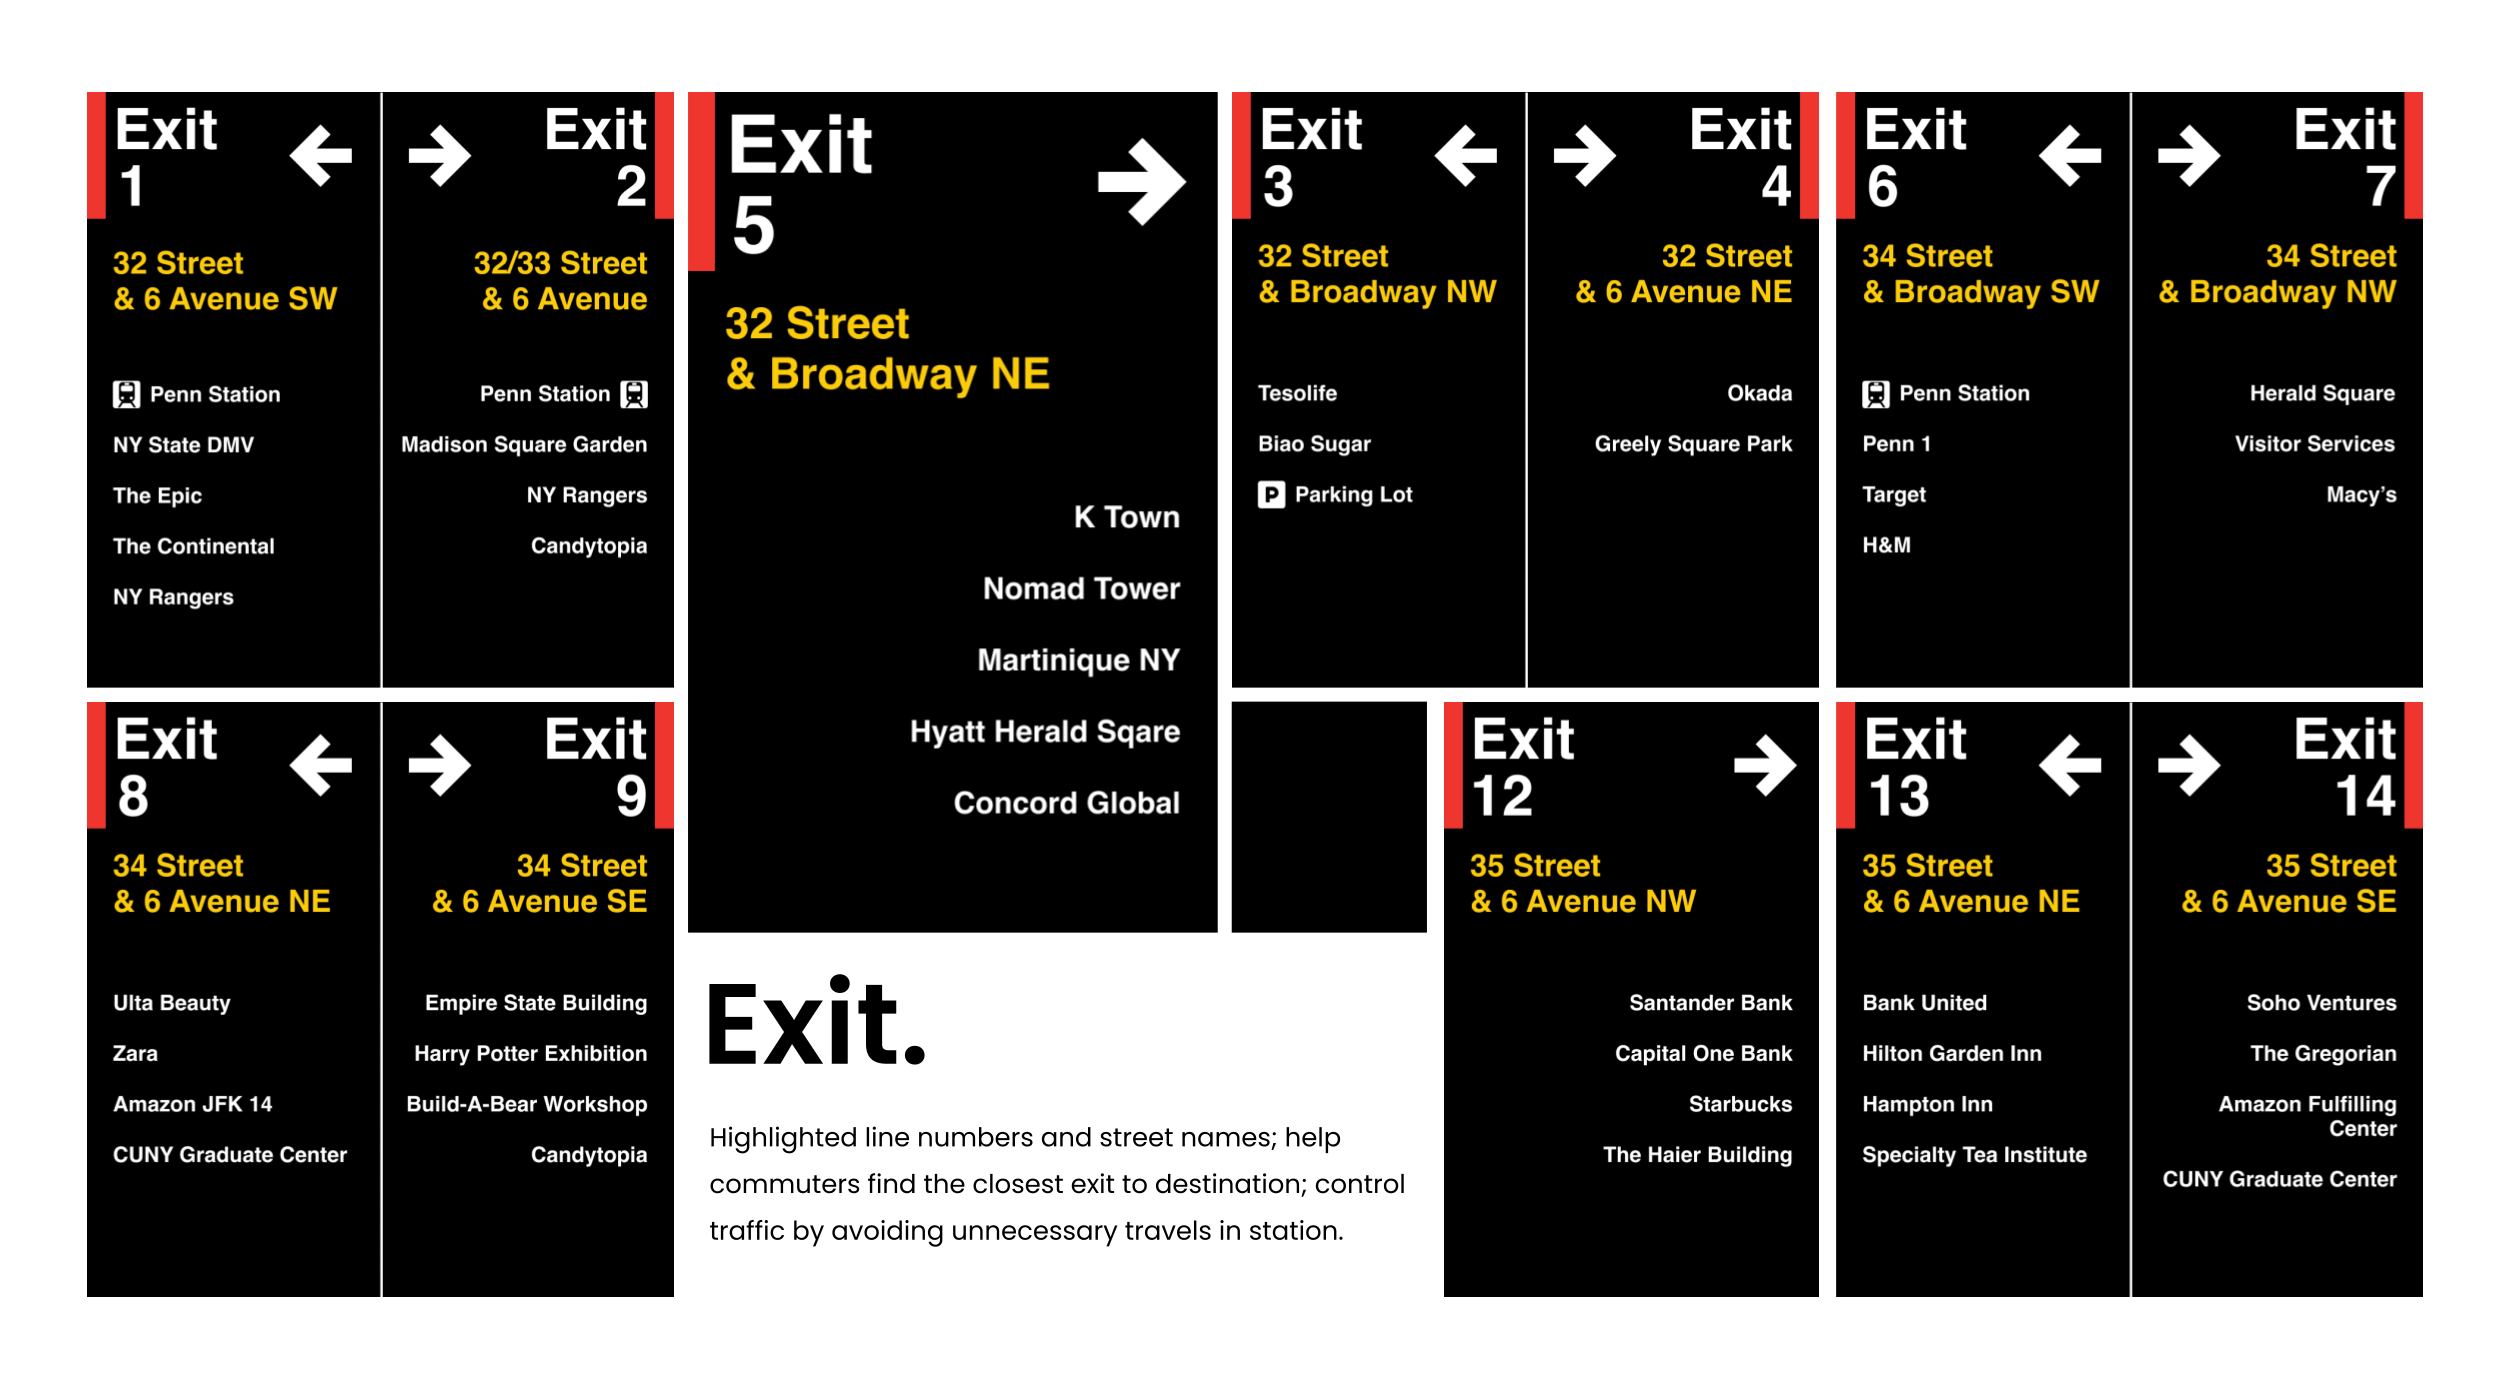 Exit
1
32 Street
& 6 Avenue SW
Penn Station
NY State DMV
The Epic
The Continental
NY Rangers
Exit
2
32/33 Street
& 6 Avenue
Penn Station
Madison Square Garden
NY Rangers
Candytopia
Exit
5
32 Street
& Broadway NE
K Town
Nomad Tower
Martinique NY
Hyatt Herald Sqare
Concord Global
Exit
3
32 Street
& Broadway NW
Tesolife
Biao Sugar
P Parking Lot
Exit
4
32 Street
& 6 Avenue NE
Okada
Greely Square Park
Exit
6
34 Street
& Broadway SW
Penn Station
Penn 1
Target
H&M
Exit
7
34 Street
& Broadway NW
Herald Square
Visitor Services
Macy’s
Exit
8
34 Street
& 6 Avenue NE
Ulta Beauty
Zara
Amazon JFK 14
CUNY Graduate Center
Exit
9
34 Street
& 6 Avenue SE
Empire State Building
Harry Potter Exhibition
Build-A-Bear Workshop
Candytopia
Exit.
Highlighted line numbers and street names; help
commuters find the closest exit to destination; control
traffic by avoiding unnecessary travels in station.
Exit
12
35 Street
& 6 Avenue NW
Santander Bank
Capital One Bank
Starbucks
The Haier Building
Exit
13
35 Street
& 6 Avenue NE
Bank United
Hilton Garden Inn
Hampton Inn
Specialty Tea Institute
Exit
14
35 Street
& 6 Avenue SE
Soho Ventures
The Gregorian
Amazon Fulfilling
Center
CUNY Graduate Center